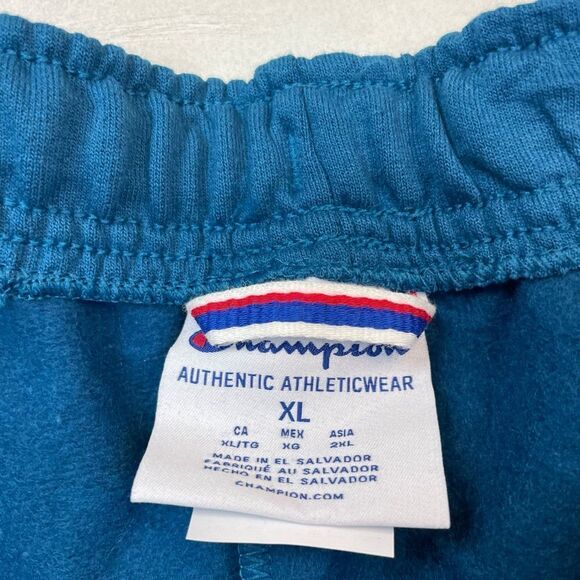 Champion
AUTHENTIC ATHLETICWEAR
XL
CA MEX ASIA
XL/TG XG 2XL
MADE IN EL SALVADOR
FABRIQUÉ AU SALVADOR
HECHO EN EL SALVADOR
CHAMPION.COM